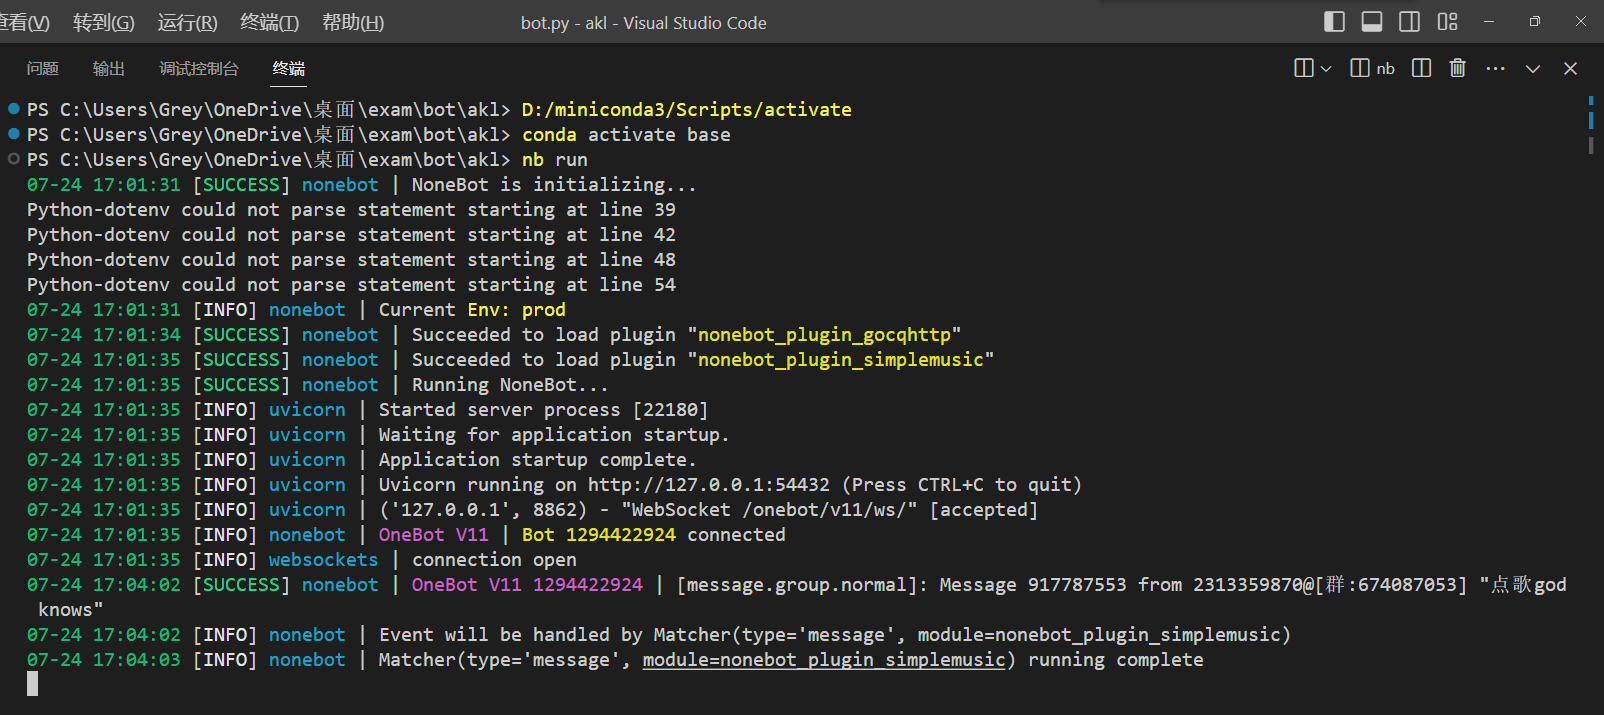 查看(V) 转到(G) 运行(R) 终端(T) 帮助(H) bot.py - akl - Visual Studio Code
问题 输出 调试控制台 终端 nb
PS C:\Users\Grey\OneDrive\桌面\exam\bot\akl> D:/miniconda3/Scripts/activate
PS C:\Users\Grey\OneDrive\桌面\exam\bot\akl> conda activate base
PS C:\Users\Grey\OneDrive\桌面\exam\bot\akl> nb run
07-24 17:01:31 [SUCCESS] nonebot | NoneBot is initializing...
Python-dotenv could not parse statement starting at line 39
Python-dotenv could not parse statement starting at line 42
Python-dotenv could not parse statement starting at line 48
Python-dotenv could not parse statement starting at line 54
07-24 17:01:31 [INFO] nonebot | Current Env: prod
07-24 17:01:34 [SUCCESS] nonebot | Succeeded to load plugin "nonebot_plugin_gocqhttp"
07-24 17:01:35 [SUCCESS] nonebot | Succeeded to load plugin "nonebot_plugin_simplemusic"
07-24 17:01:35 [SUCCESS] nonebot | Running NoneBot...
07-24 17:01:35 [INFO] uvicorn | Started server process [22180]
07-24 17:01:35 [INFO] uvicorn | Waiting for application startup.
07-24 17:01:35 [INFO] uvicorn | Application startup complete.
07-24 17:01:35 [INFO] uvicorn | Uvicorn running on http://127.0.0.1:54432 (Press CTRL+C to quit)
07-24 17:01:35 [INFO] uvicorn | ('127.0.0.1', 8862) - "WebSocket /onebot/v11/ws/" [accepted]
07-24 17:01:35 [INFO] nonebot | OneBot V11 | Bot 1294422924 connected
07-24 17:01:35 [INFO] websockets | connection open
07-24 17:04:02 [SUCCESS] nonebot | OneBot V11 1294422924 | [message.group.normal]: Message 917787553 from 2313359870@[群:674087053] "点歌god
knows"
07-24 17:04:02 [INFO] nonebot | Event will be handled by Matcher(type='message', module=nonebot_plugin_simplemusic)
07-24 17:04:03 [INFO] nonebot | Matcher(type='message', module=nonebot_plugin_simplemusic) running complete